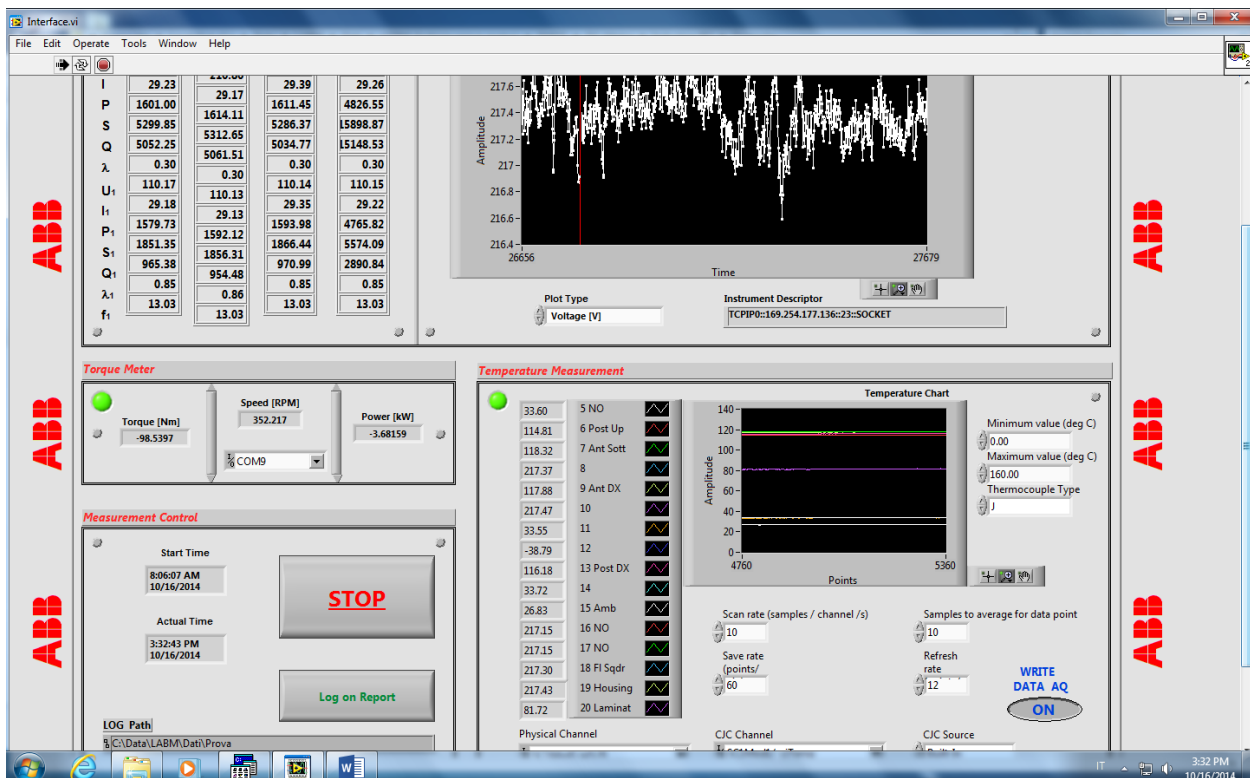 Interface.vi
File Edit Operate Tools Window Help
I 29.23 29.17 29.39 29.26
P 1601.00 1614.11 1611.45 4826.55
S 5299.85 5312.65 5286.37 15898.87
Q 5052.25 5061.51 5034.77 15148.53
λ 0.30 0.30 0.30 0.30
U1 110.17 110.13 110.14 110.15
I1 29.18 29.13 29.35 29.22
P1 1579.73 1592.12 1593.98 4765.82
S1 1851.35 1856.31 1866.44 5574.09
Q1 965.38 954.48 970.99 2890.84
λ1 0.85 0.86 0.85 0.85
f1 13.03 13.03 13.03 13.03
Amplitude
217.6
217.4
217.2
217
216.8
216.6
216.4
26656 27679
Time
Plot Type
Voltage [V]
Instrument Descriptor
TCPIP0::169.254.177.136::23::SOCKET
ABB
ABB
ABB
ABB
ABB
ABB
Torque Meter
Torque [Nm]
-98.5397
Speed [RPM]
352.217
COM9
Power [kW]
-3.68159
Measurement Control
Start Time
8:06:07 AM
10/16/2014
Actual Time
3:32:43 PM
10/16/2014
STOP
Log on Report
LOG Path
C:\Data\LABM\Dati\Prova
Temperature Measurement
33.60 5 NO
114.81 6 Post Up
118.32 7 Ant Sott
217.37 8
117.88 9 Ant DX
217.47 10
33.55 11
-38.79 12
116.18 13 Post DX
33.72 14
26.83 15 Amb
217.15 16 NO
217.15 17 NO
217.30 18 Fl Sqdr
217.43 19 Housing
81.72 20 Laminat
Temperature Chart
Amplitude
140
120
100
80
60
40
20
0
4760 5360
Points
Minimum value (deg C)
0.00
Maximum value (deg C)
160.00
Thermocouple Type
J
Scan rate (samples / channel /s)
10
Samples to average for data point
10
Save rate
(points/
60
Refresh
rate
12
WRITE
DATA AQ
ON
Physical Channel
CJC Channel
CJC Source
IT
3:32 PM
10/16/2014